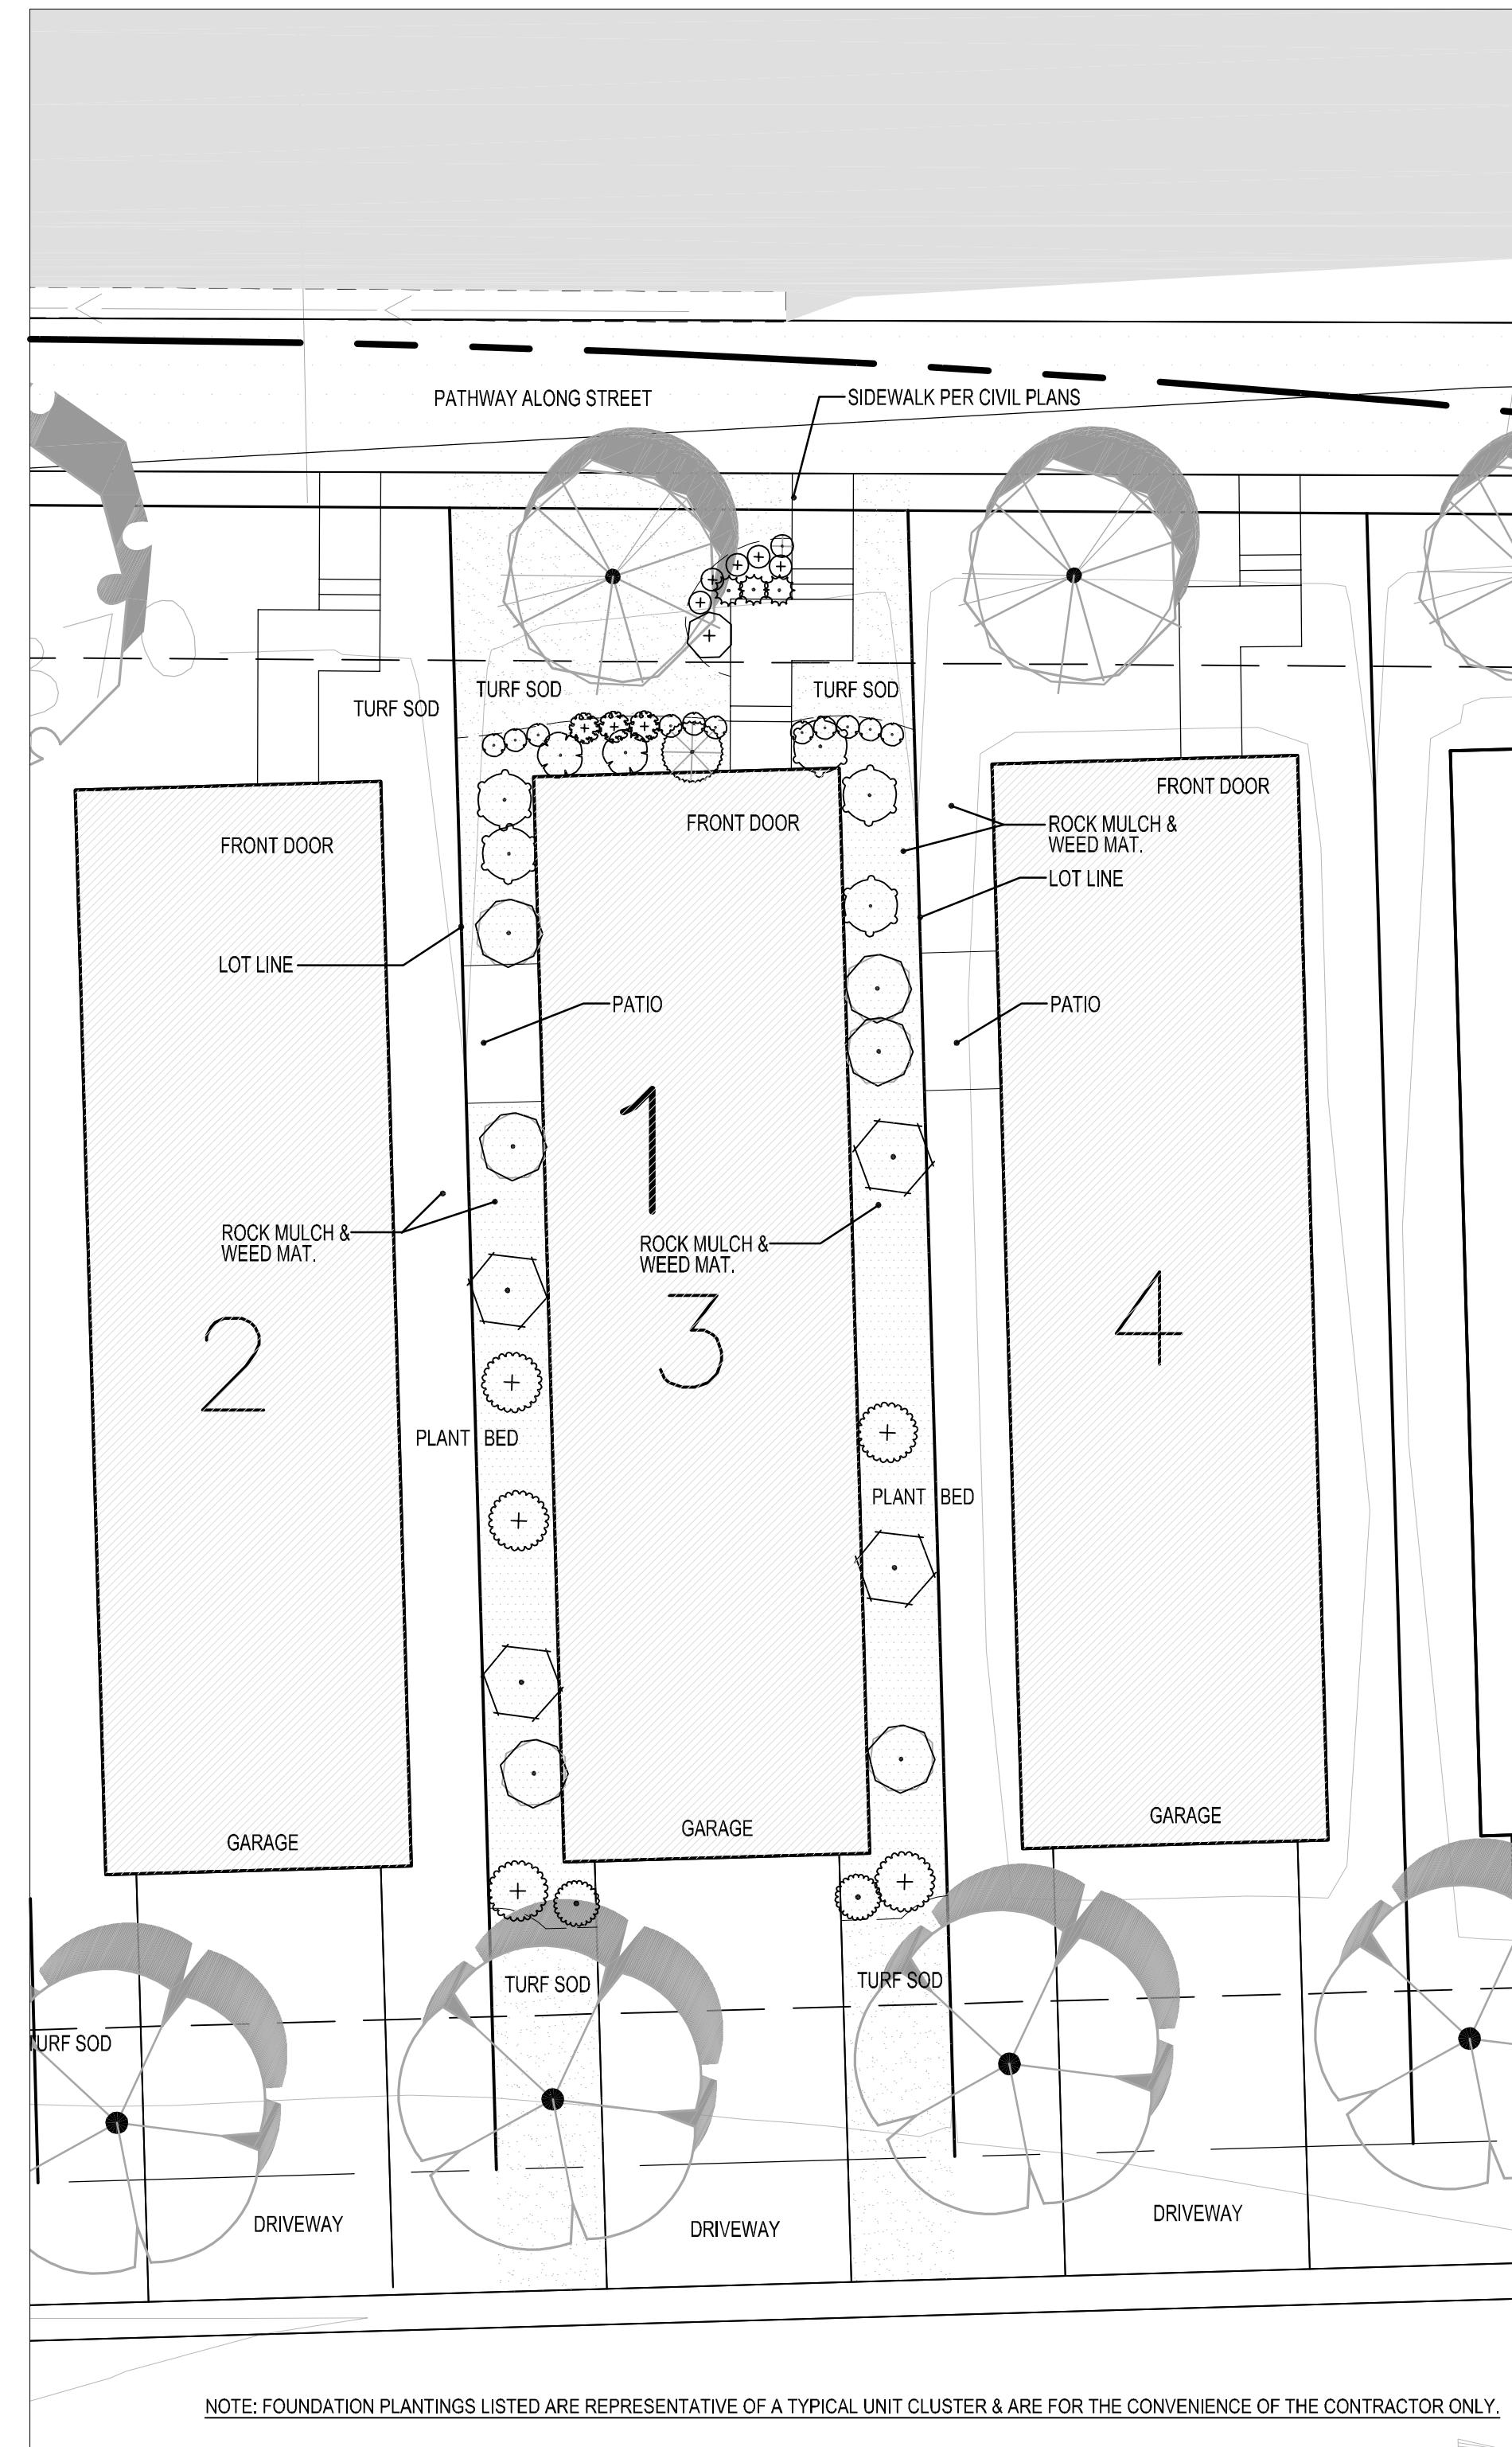 PATHWAY ALONG STREET
SIDEWALK PER CIVIL PLANS
TURF SOD
TURF SOD
TURF SOD
FRONT DOOR
FRONT DOOR
FRONT DOOR
ROCK MULCH &
WEED MAT.
LOT LINE
LOT LINE
PATIO
PATIO
1
ROCK MULCH &
WEED MAT.
ROCK MULCH &
WEED MAT.
2
3
4
PLANT BED
PLANT BED
GARAGE
GARAGE
GARAGE
TURF SOD
TURF SOD
TURF SOD
DRIVEWAY
DRIVEWAY
DRIVEWAY
NOTE: FOUNDATION PLANTINGS LISTED ARE REPRESENTATIVE OF A TYPICAL UNIT CLUSTER & ARE FOR THE CONVENIENCE OF THE CONTRACTOR ONLY.